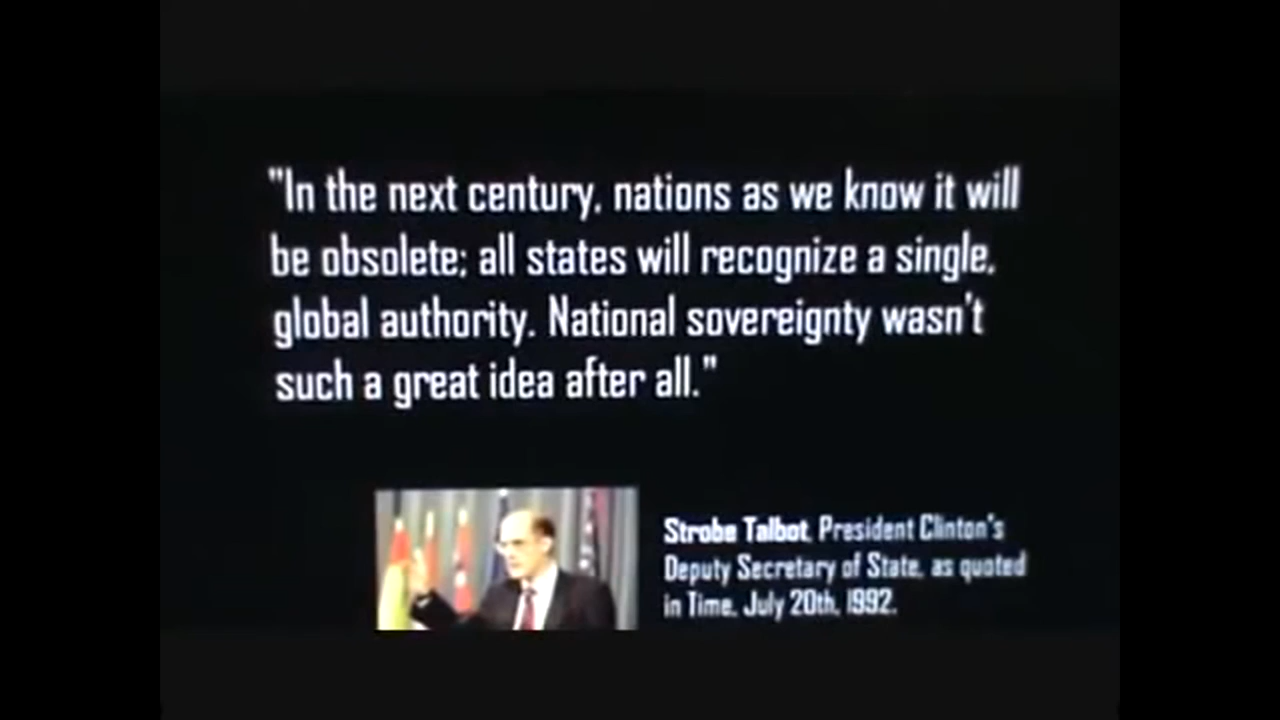 "In the next century, nations as we know it will
be obsolete; all states will recognize a single,
global authority. National sovereignty wasn't
such a great idea after all."
Strobe Talbot, President Clinton's
Deputy Secretary of State, as quoted
in Time, July 20th, 1992.